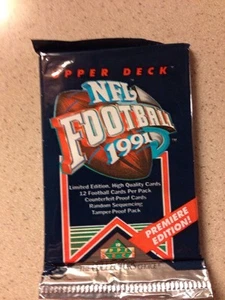 PPER DECK
NFL
FOOTBALL
1991
Limited Edition, High Quality Cards
12 Football Cards Per Pack
Counterfeit-Proof Cards
Random Sequencing
Tamper-Proof Pack
PREMIERE
EDITION!